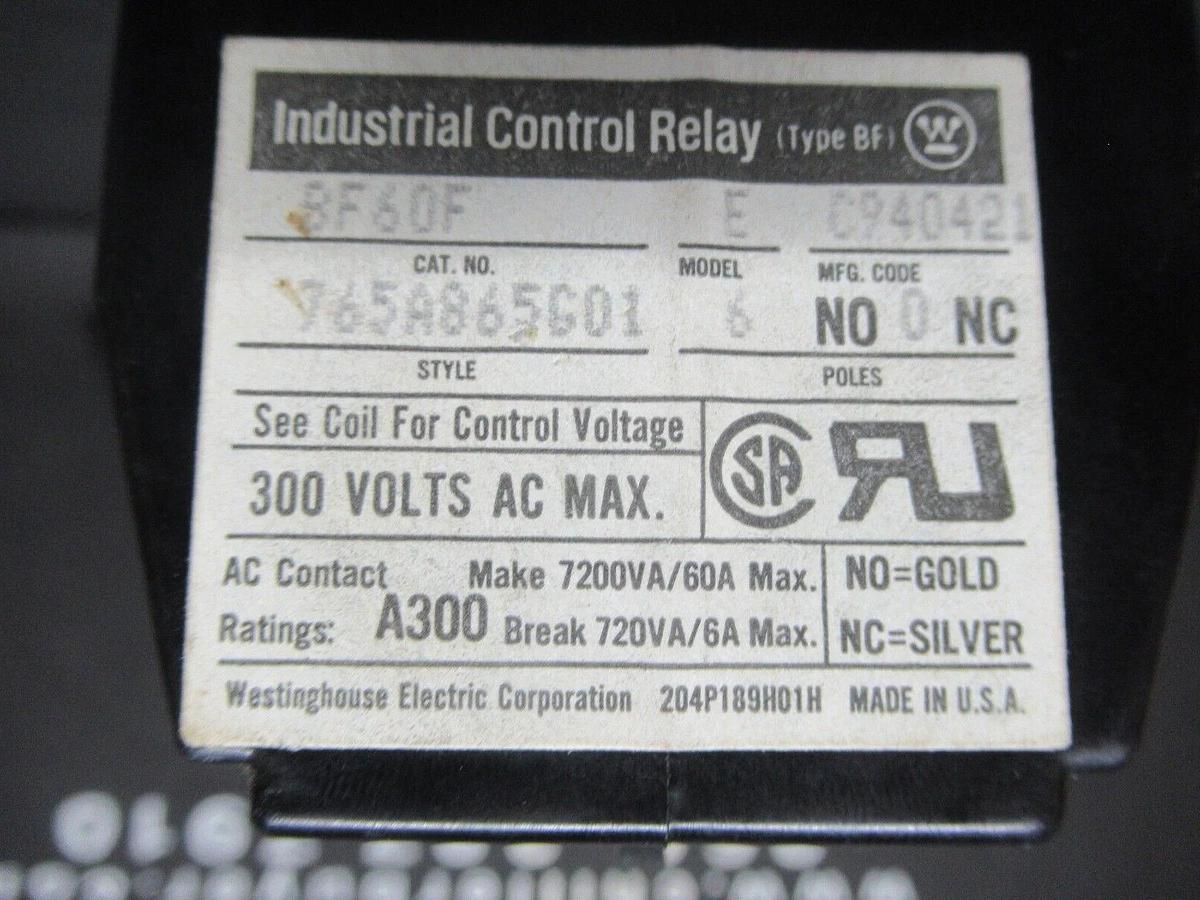 Industrial Control Relay (Type BF) W
BF60F E C940421
CAT. NO. MODEL MFG. CODE
765A865G01 6 NO 0 NC
STYLE POLES
See Coil For Control Voltage
300 VOLTS AC MAX.
SA RU
AC Contact Make 7200VA/60A Max. NO=GOLD
Ratings: A300 Break 720VA/6A Max. NC=SILVER
Westinghouse Electric Corporation 204P189H01H MADE IN U.S.A.